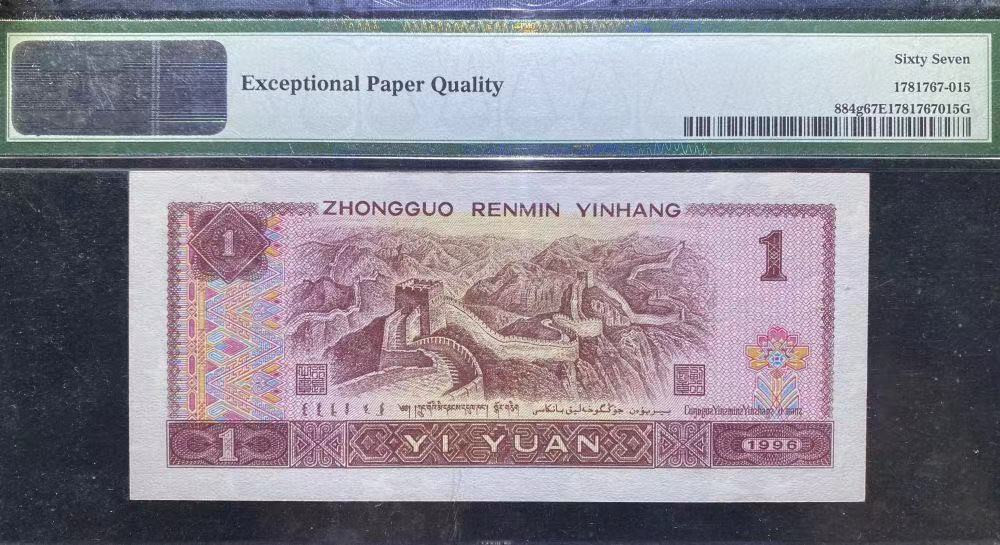 Exceptional Paper Quality
Sixty Seven
1781767-015
884g67E1781767015G
ZHONGGUO RENMIN YINHANG
1
1
1
YI YUAN
1996